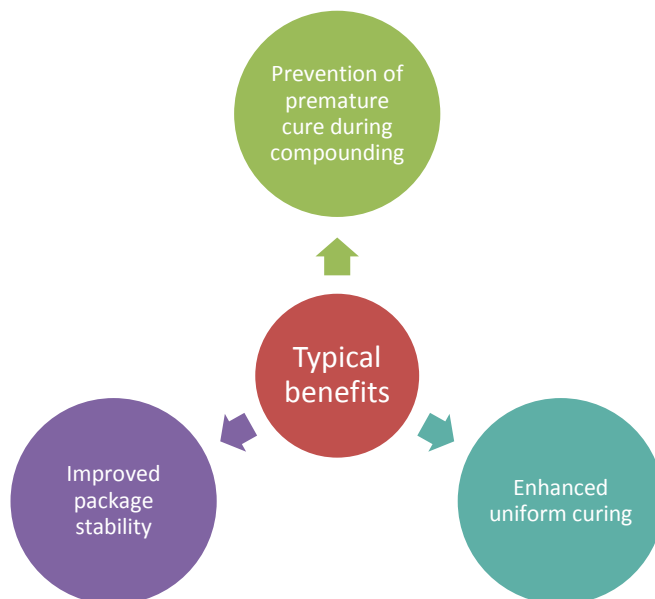 Prevention of
premature
cure during
compounding
Typical
benefits
Improved
package
stability
Enhanced
uniform curing